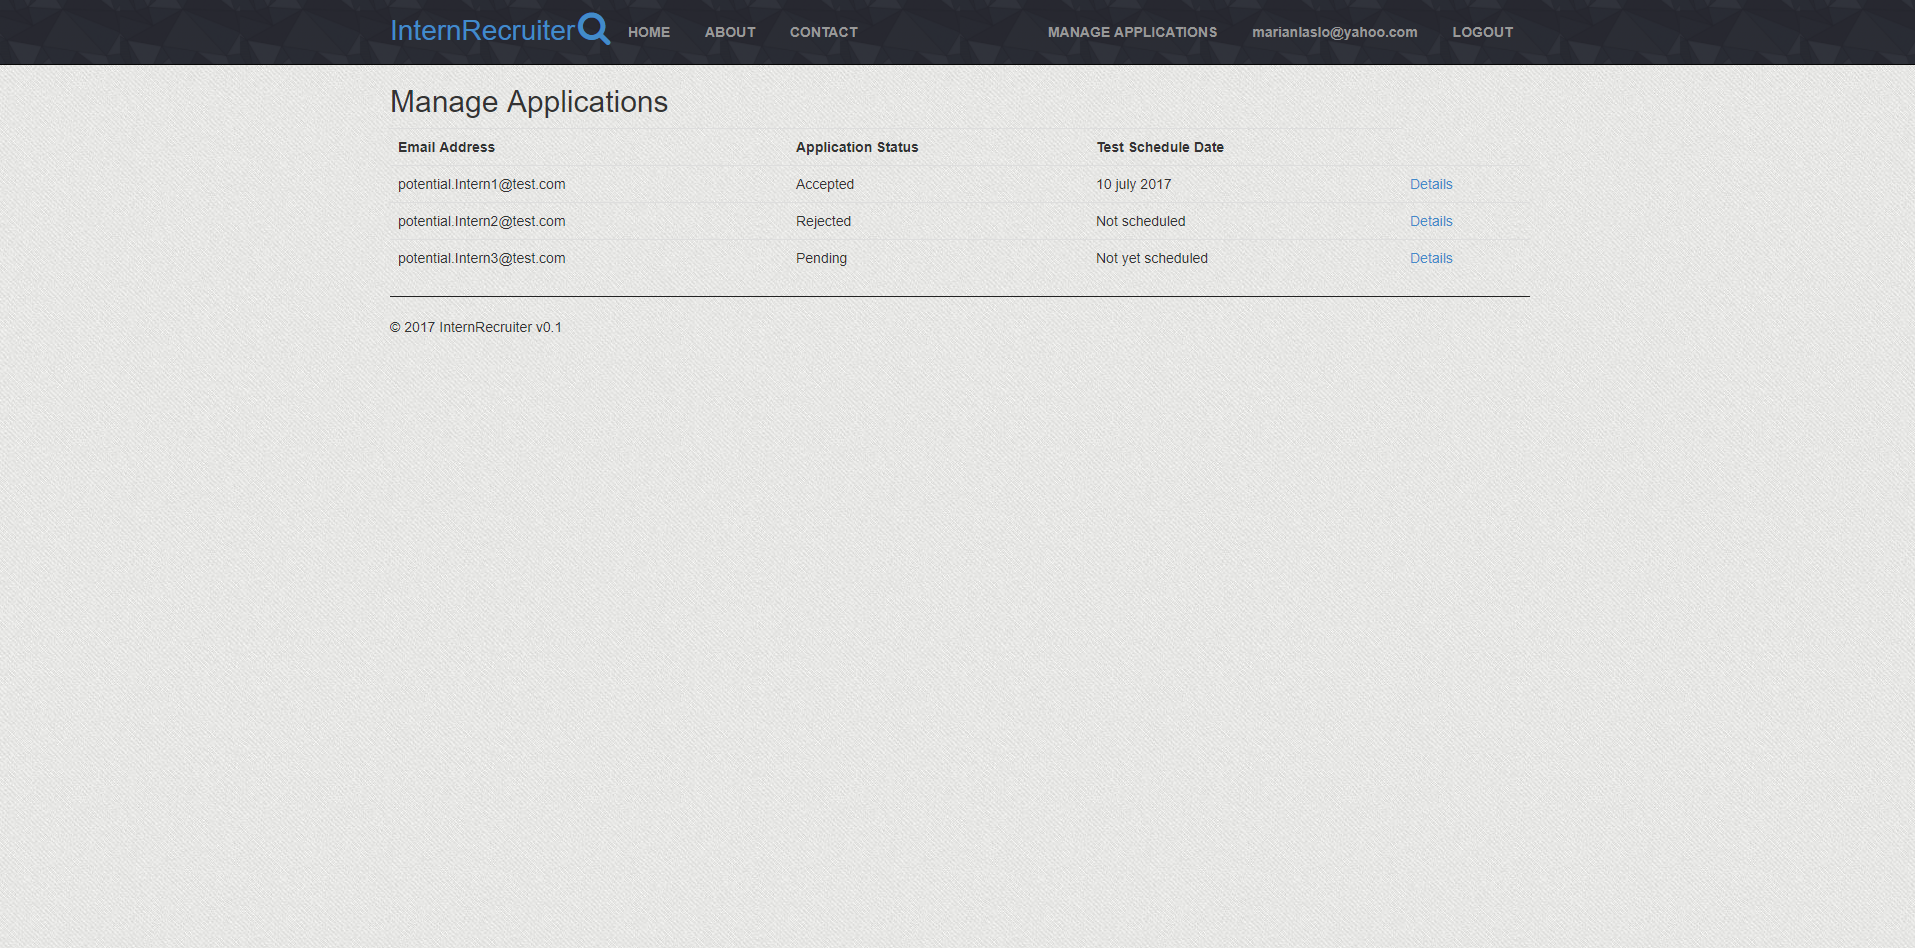 InternRecruiter HOME ABOUT CONTACT MANAGE APPLICATIONS marianlaslo@yahoo.com LOGOUT
Manage Applications
Email Address Application Status Test Schedule Date
potential.Intern1@test.com Accepted 10 july 2017 Details
potential.Intern2@test.com Rejected Not scheduled Details
potential.Intern3@test.com Pending Not yet scheduled Details
© 2017 InternRecruiter v0.1